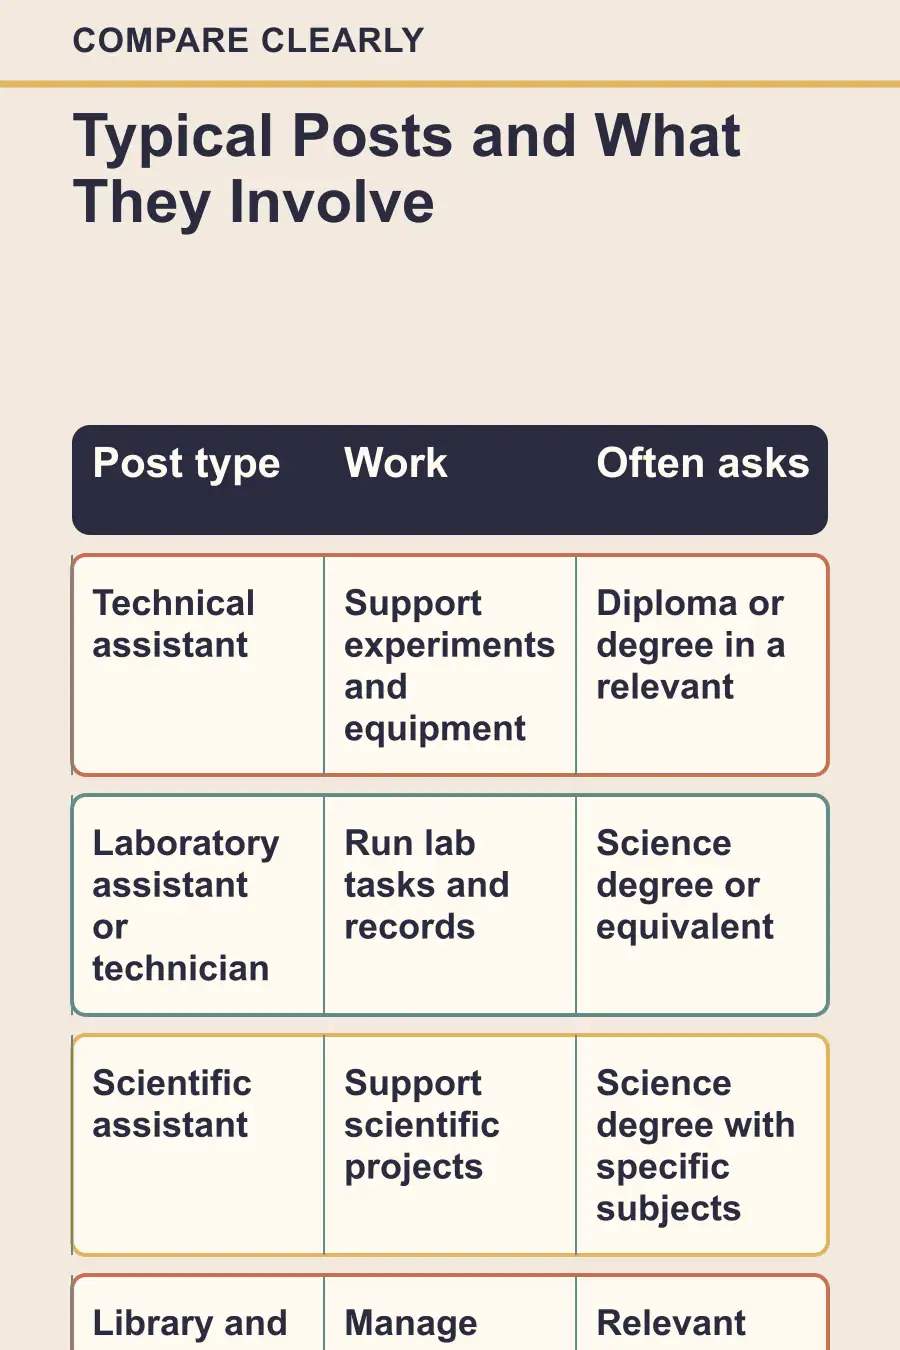 COMPARE CLEARLY
Typical Posts and What
They Involve
Post type
Work
Often asks
Technical
assistant
Support
experiments
and
equipment
Diploma or
degree in a
relevant
Laboratory
assistant
or
technician
Run lab
tasks and
records
Science
degree or
equivalent
Scientific
assistant
Support
scientific
projects
Science
degree with
specific
subjects
Library and
Manage
Relevant